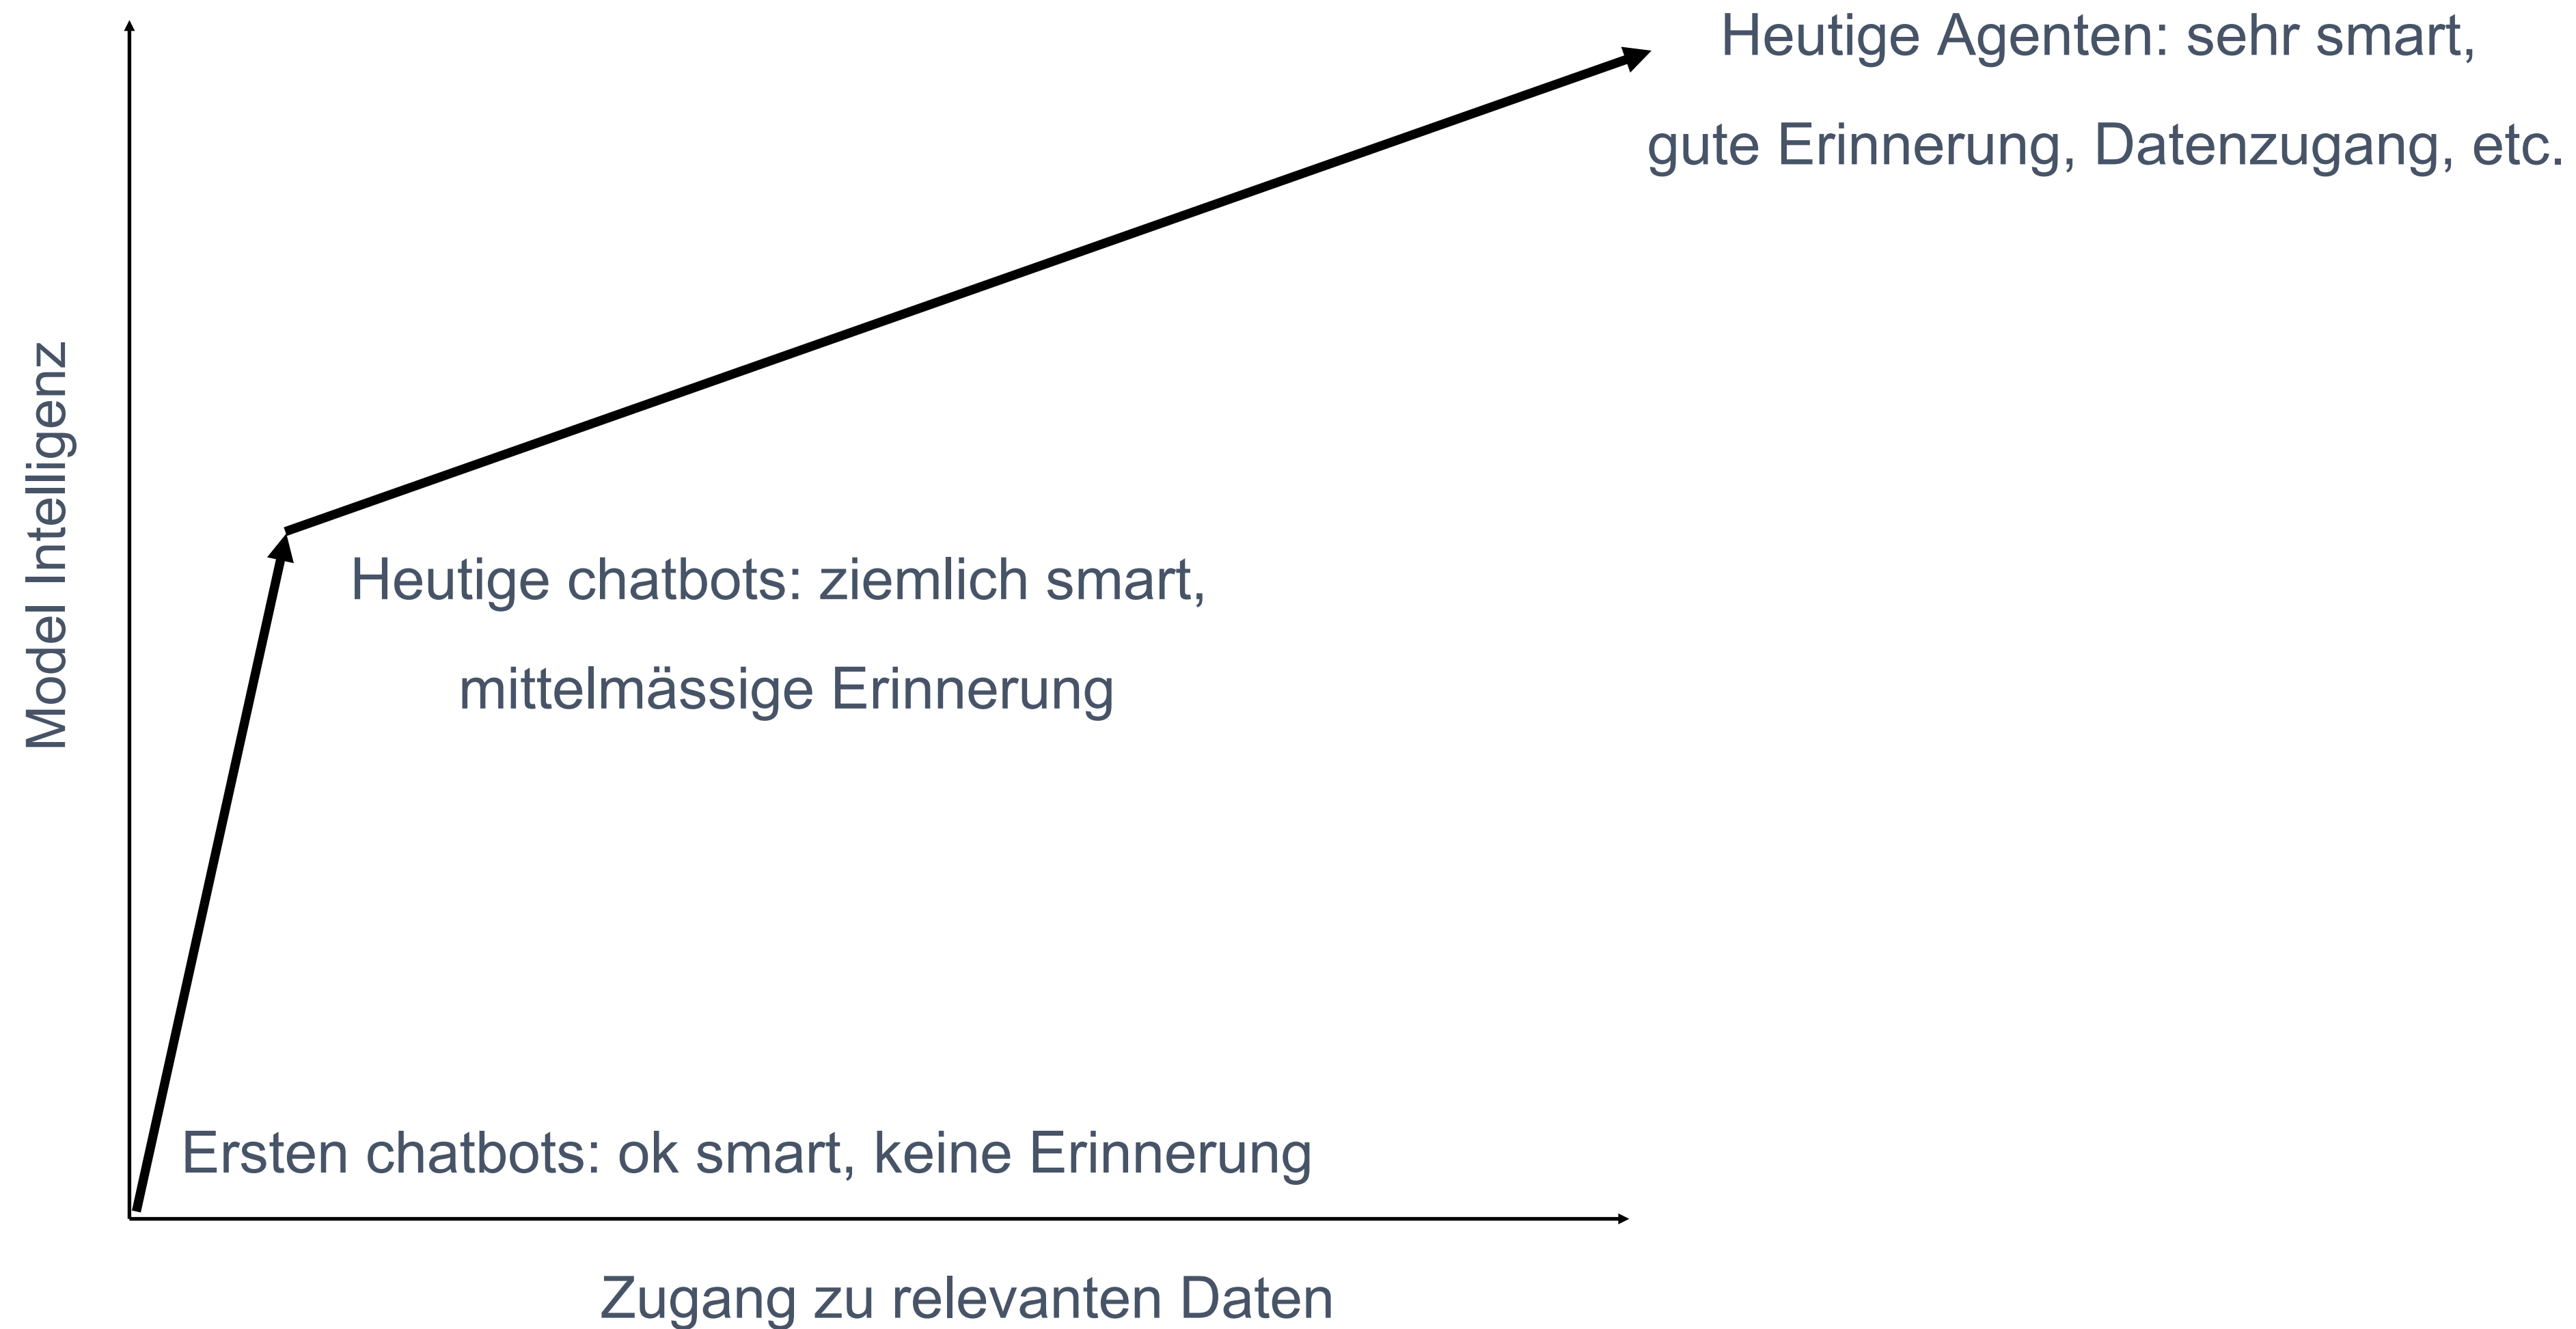 Heutige Agenten: sehr smart,
gute Erinnerung, Datenzugang, etc.
Model Intelligenz
Heutige chatbots: ziemlich smart,
mittelmässige Erinnerung
Ersten chatbots: ok smart, keine Erinnerung
Zugang zu relevanten Daten